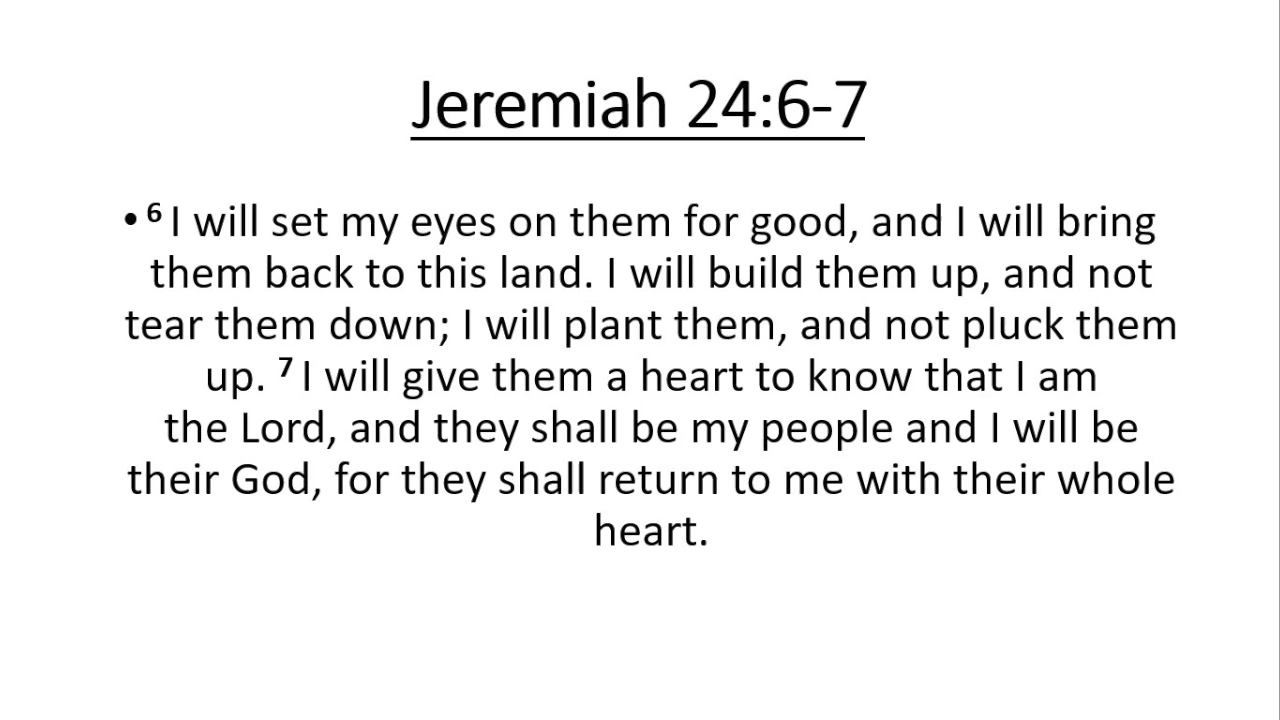 Jeremiah 24:6-7
• ⁶ I will set my eyes on them for good, and I will bring
them back to this land. I will build them up, and not
tear them down; I will plant them, and not pluck them
up. ⁷ I will give them a heart to know that I am
the Lord, and they shall be my people and I will be
their God, for they shall return to me with their whole
heart.